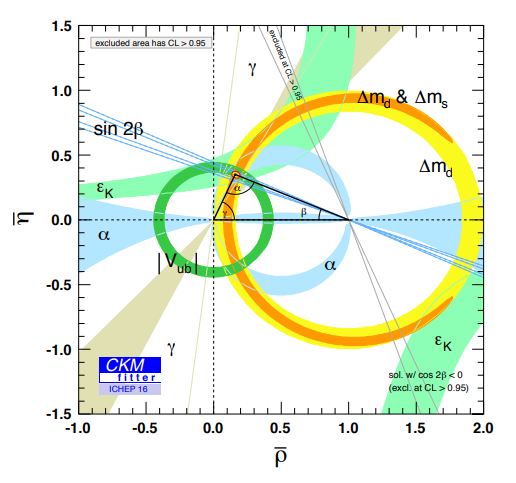 1.5
excluded area has CL > 0.95
excluded at CL > 0.95
γ
1.0
Δm_d & Δm_s
sin 2β
0.5
Δm_d
ε_K
α
γ
β
0.0
α
η̅
|V_ub|
α
-0.5
ε_K
-1.0
γ
CKM
fitter
ICHEP 16
sol. w/ cos 2β < 0
(excl. at CL > 0.95)
-1.5
-1.0 -0.5 0.0 0.5 1.0 1.5 2.0
ρ̅